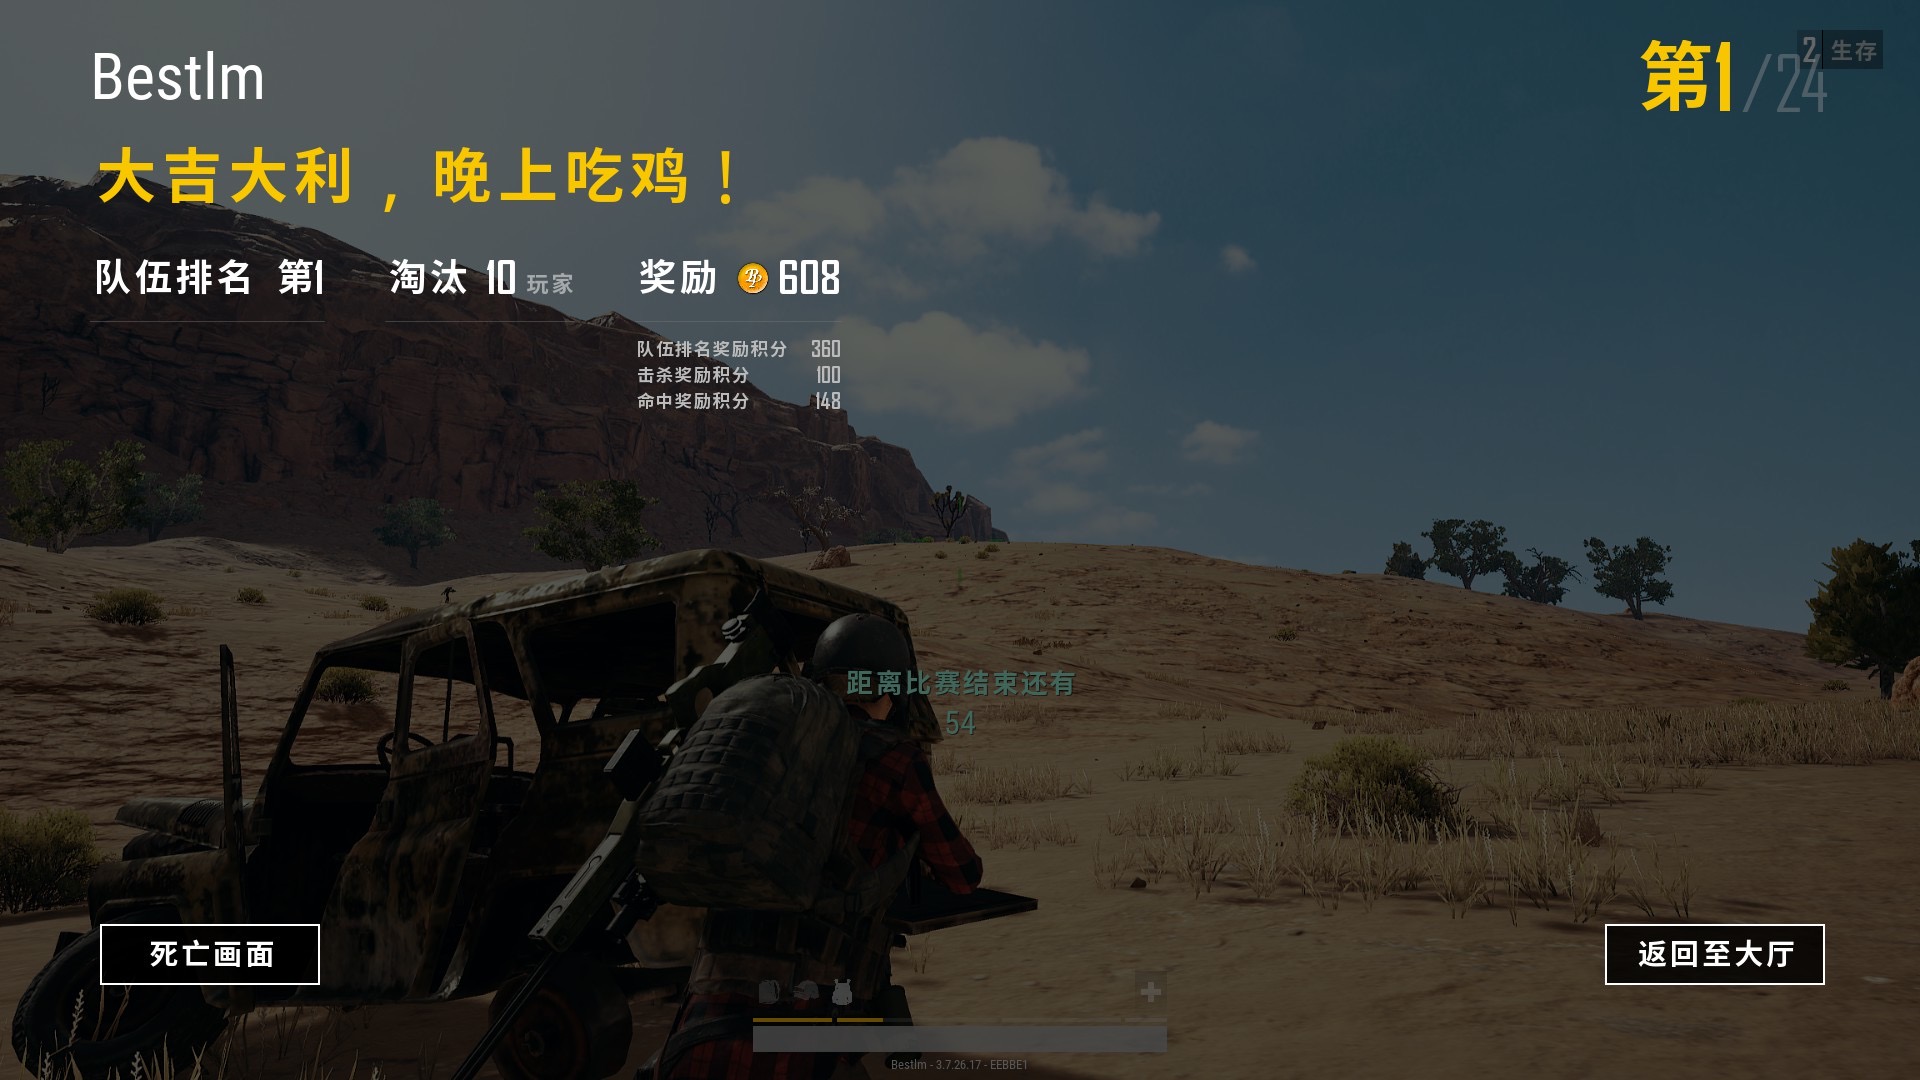 Bestlm
第1/24
2 生存
大吉大利，晚上吃鸡！
队伍排名 第1 淘汰 10 玩家 奖励 608
队伍排名奖励积分 360
击杀奖励积分 100
命中奖励积分 148
距离比赛结束还有
54
死亡画面
返回至大厅
Bestlm - 3.7.26.17 - EEBBE1